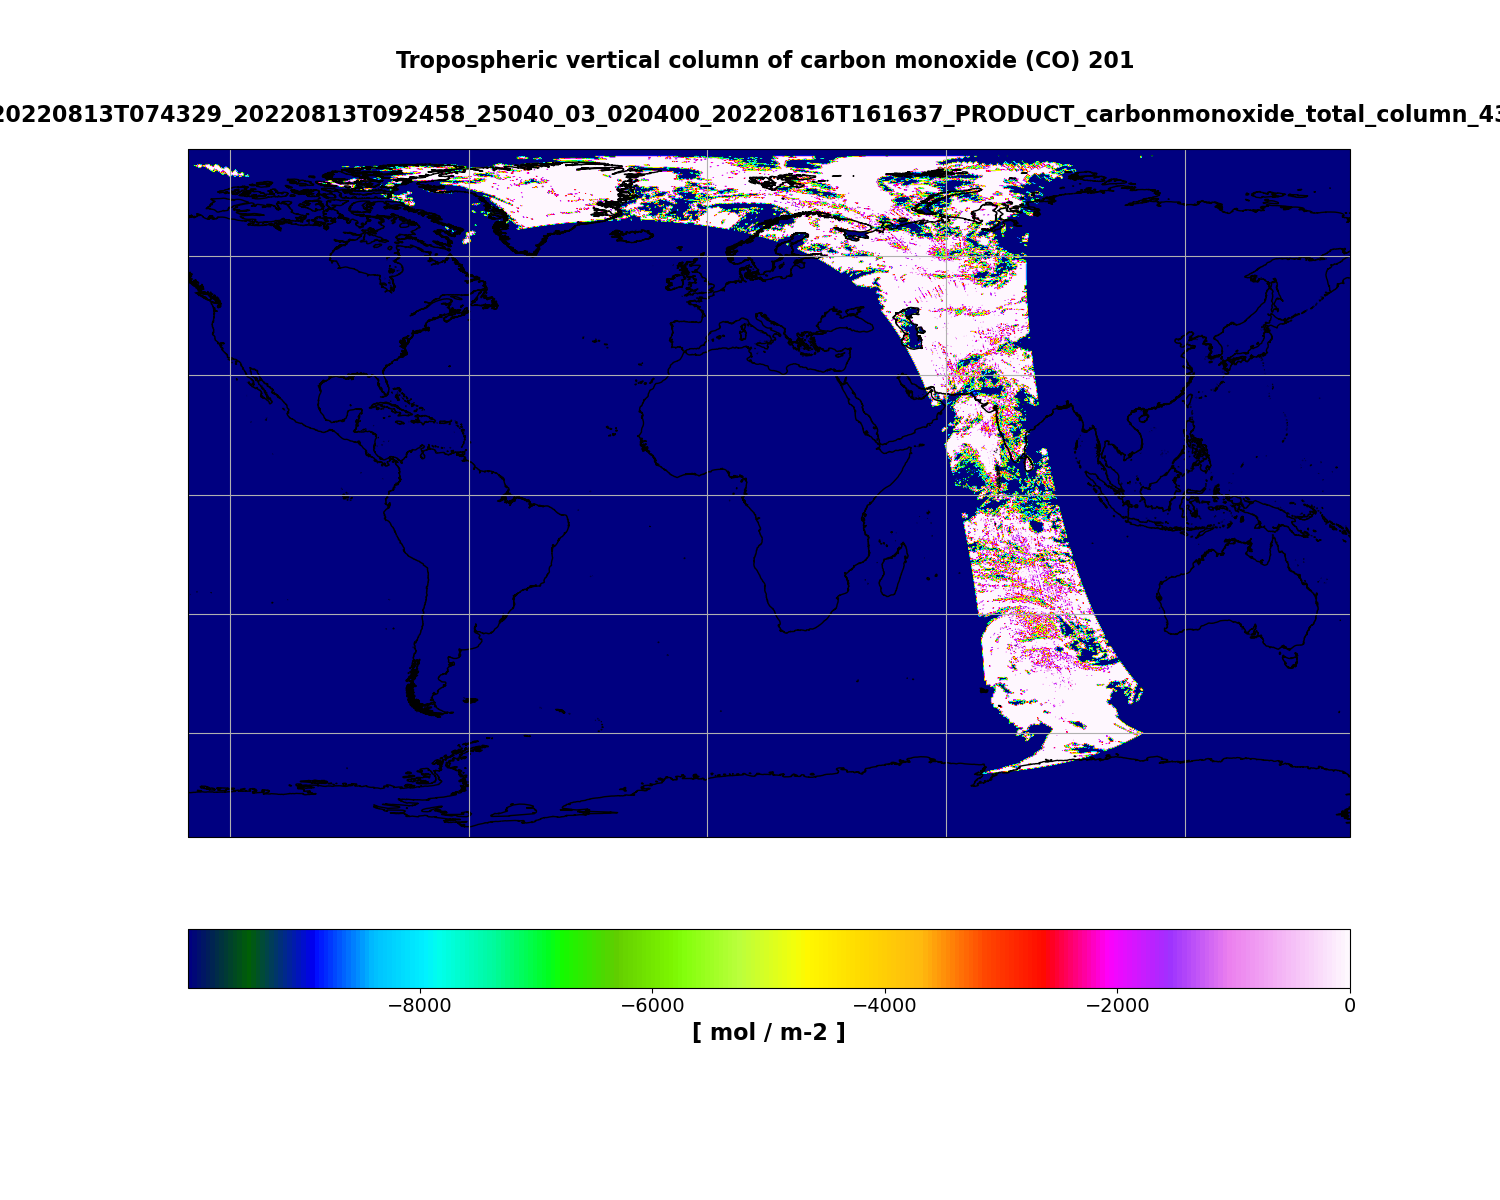 Tropospheric vertical column of carbon monoxide (CO) 201
20220813T074329_20220813T092458_25040_03_020400_20220816T161637_PRODUCT_carbonmonoxide_total_column_43
−8000 −6000 −4000 −2000 0
[ mol / m-2 ]